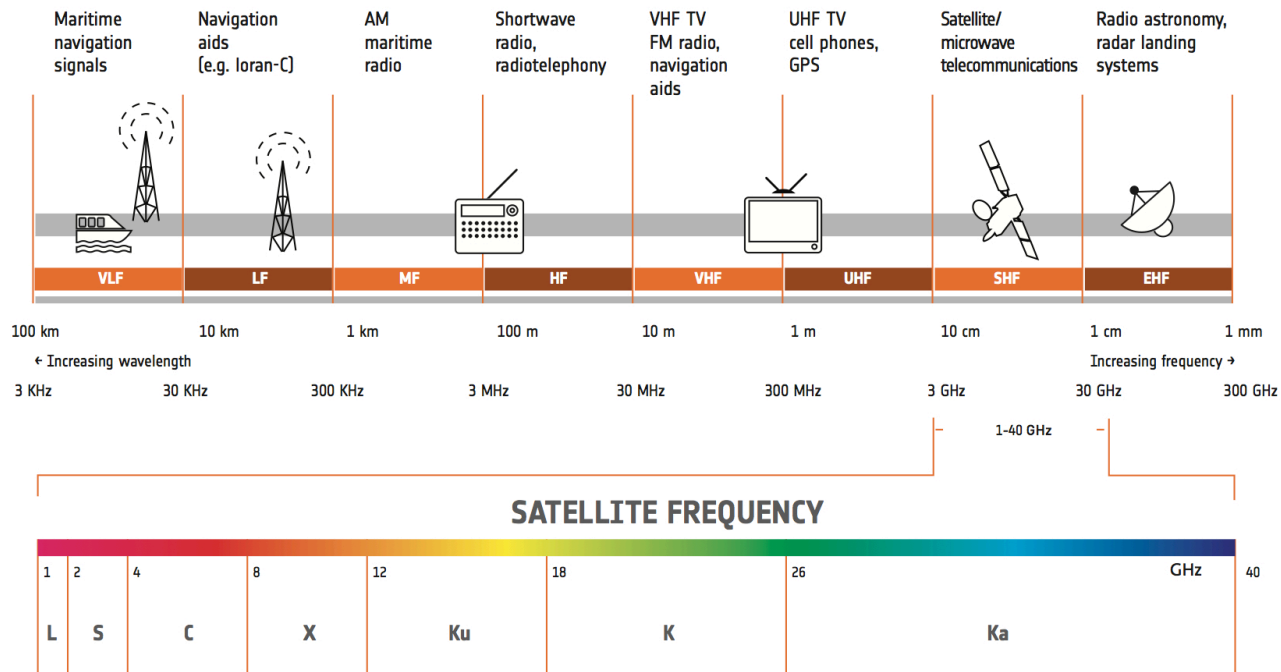 Maritime
navigation
signals
Navigation
aids
(e.g. loran-C)
AM
maritime
radio
Shortwave
radio,
radiotelephony
VHF TV
FM radio,
navigation
aids
UHF TV
cell phones,
GPS
Satellite/
microwave
telecommunications
Radio astronomy,
radar landing
systems
VLF LF MF HF VHF UHF SHF EHF
100 km 10 km 1 km 100 m 10 m 1 m 10 cm 1 cm 1 mm
← Increasing wavelength Increasing frequency →
3 KHz 30 KHz 300 KHz 3 MHz 30 MHz 300 MHz 3 GHz 30 GHz 300 GHz
1-40 GHz
SATELLITE FREQUENCY
1 2 4 8 12 18 26 GHz 40
L S C X Ku K Ka